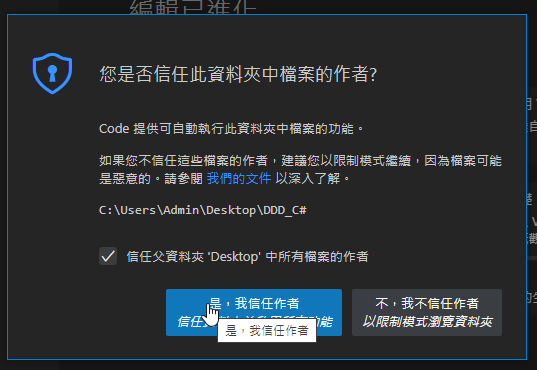 編輯已進化
您是否信任此資料夾中檔案的作者?
Code 提供可自動執行此資料夾中檔案的功能。
如果您不信任這些檔案的作者，建議您以限制模式繼續，因為檔案可能
是惡意的。請參閱 我們的文件 以深入了解。
C:\Users\Admin\Desktop\DDD_C#
信任父資料夾 'Desktop' 中所有檔案的作者
是，我信任作者
不，我不信任作者
信任 功能
以限制模式瀏覽資料夾
是，我信任作者